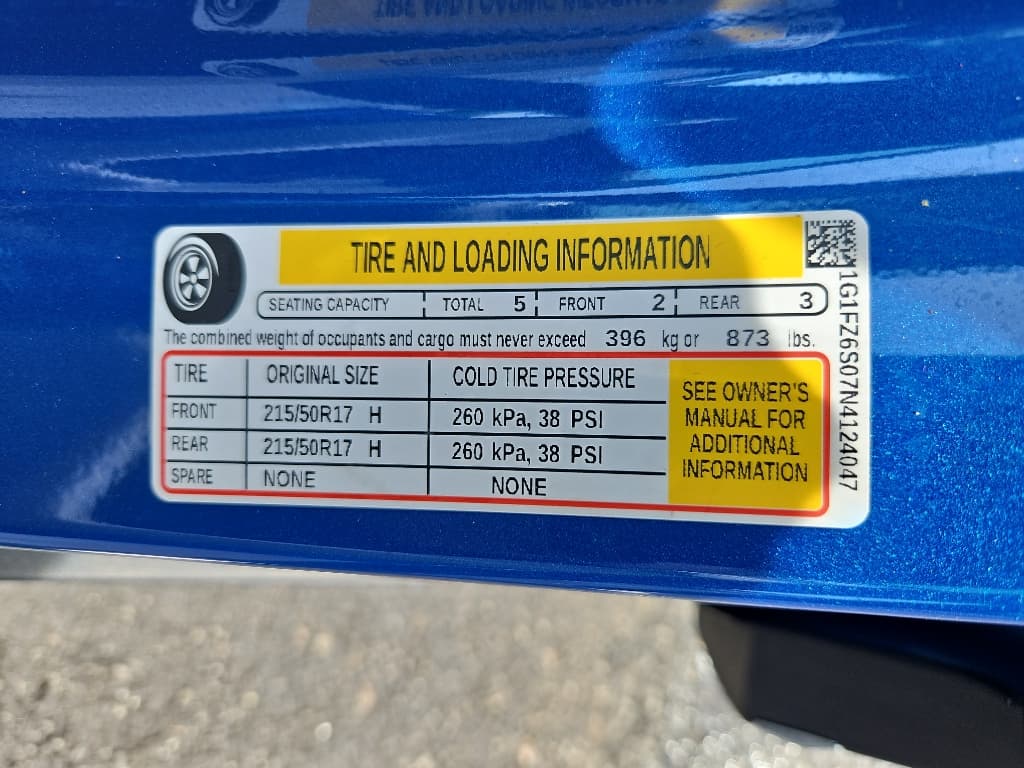 TIRE AND LOADING INFORMATION
SEATING CAPACITY TOTAL 5 FRONT 2 REAR 3
The combined weight of occupants and cargo must never exceed 396 kg or 873 lbs.
TIRE ORIGINAL SIZE COLD TIRE PRESSURE
FRONT 215/50R17 H 260 kPa, 38 PSI
REAR 215/50R17 H 260 kPa, 38 PSI
SPARE NONE NONE
SEE OWNER'S
MANUAL FOR
ADDITIONAL
INFORMATION
1G1FZ6S07N4124047